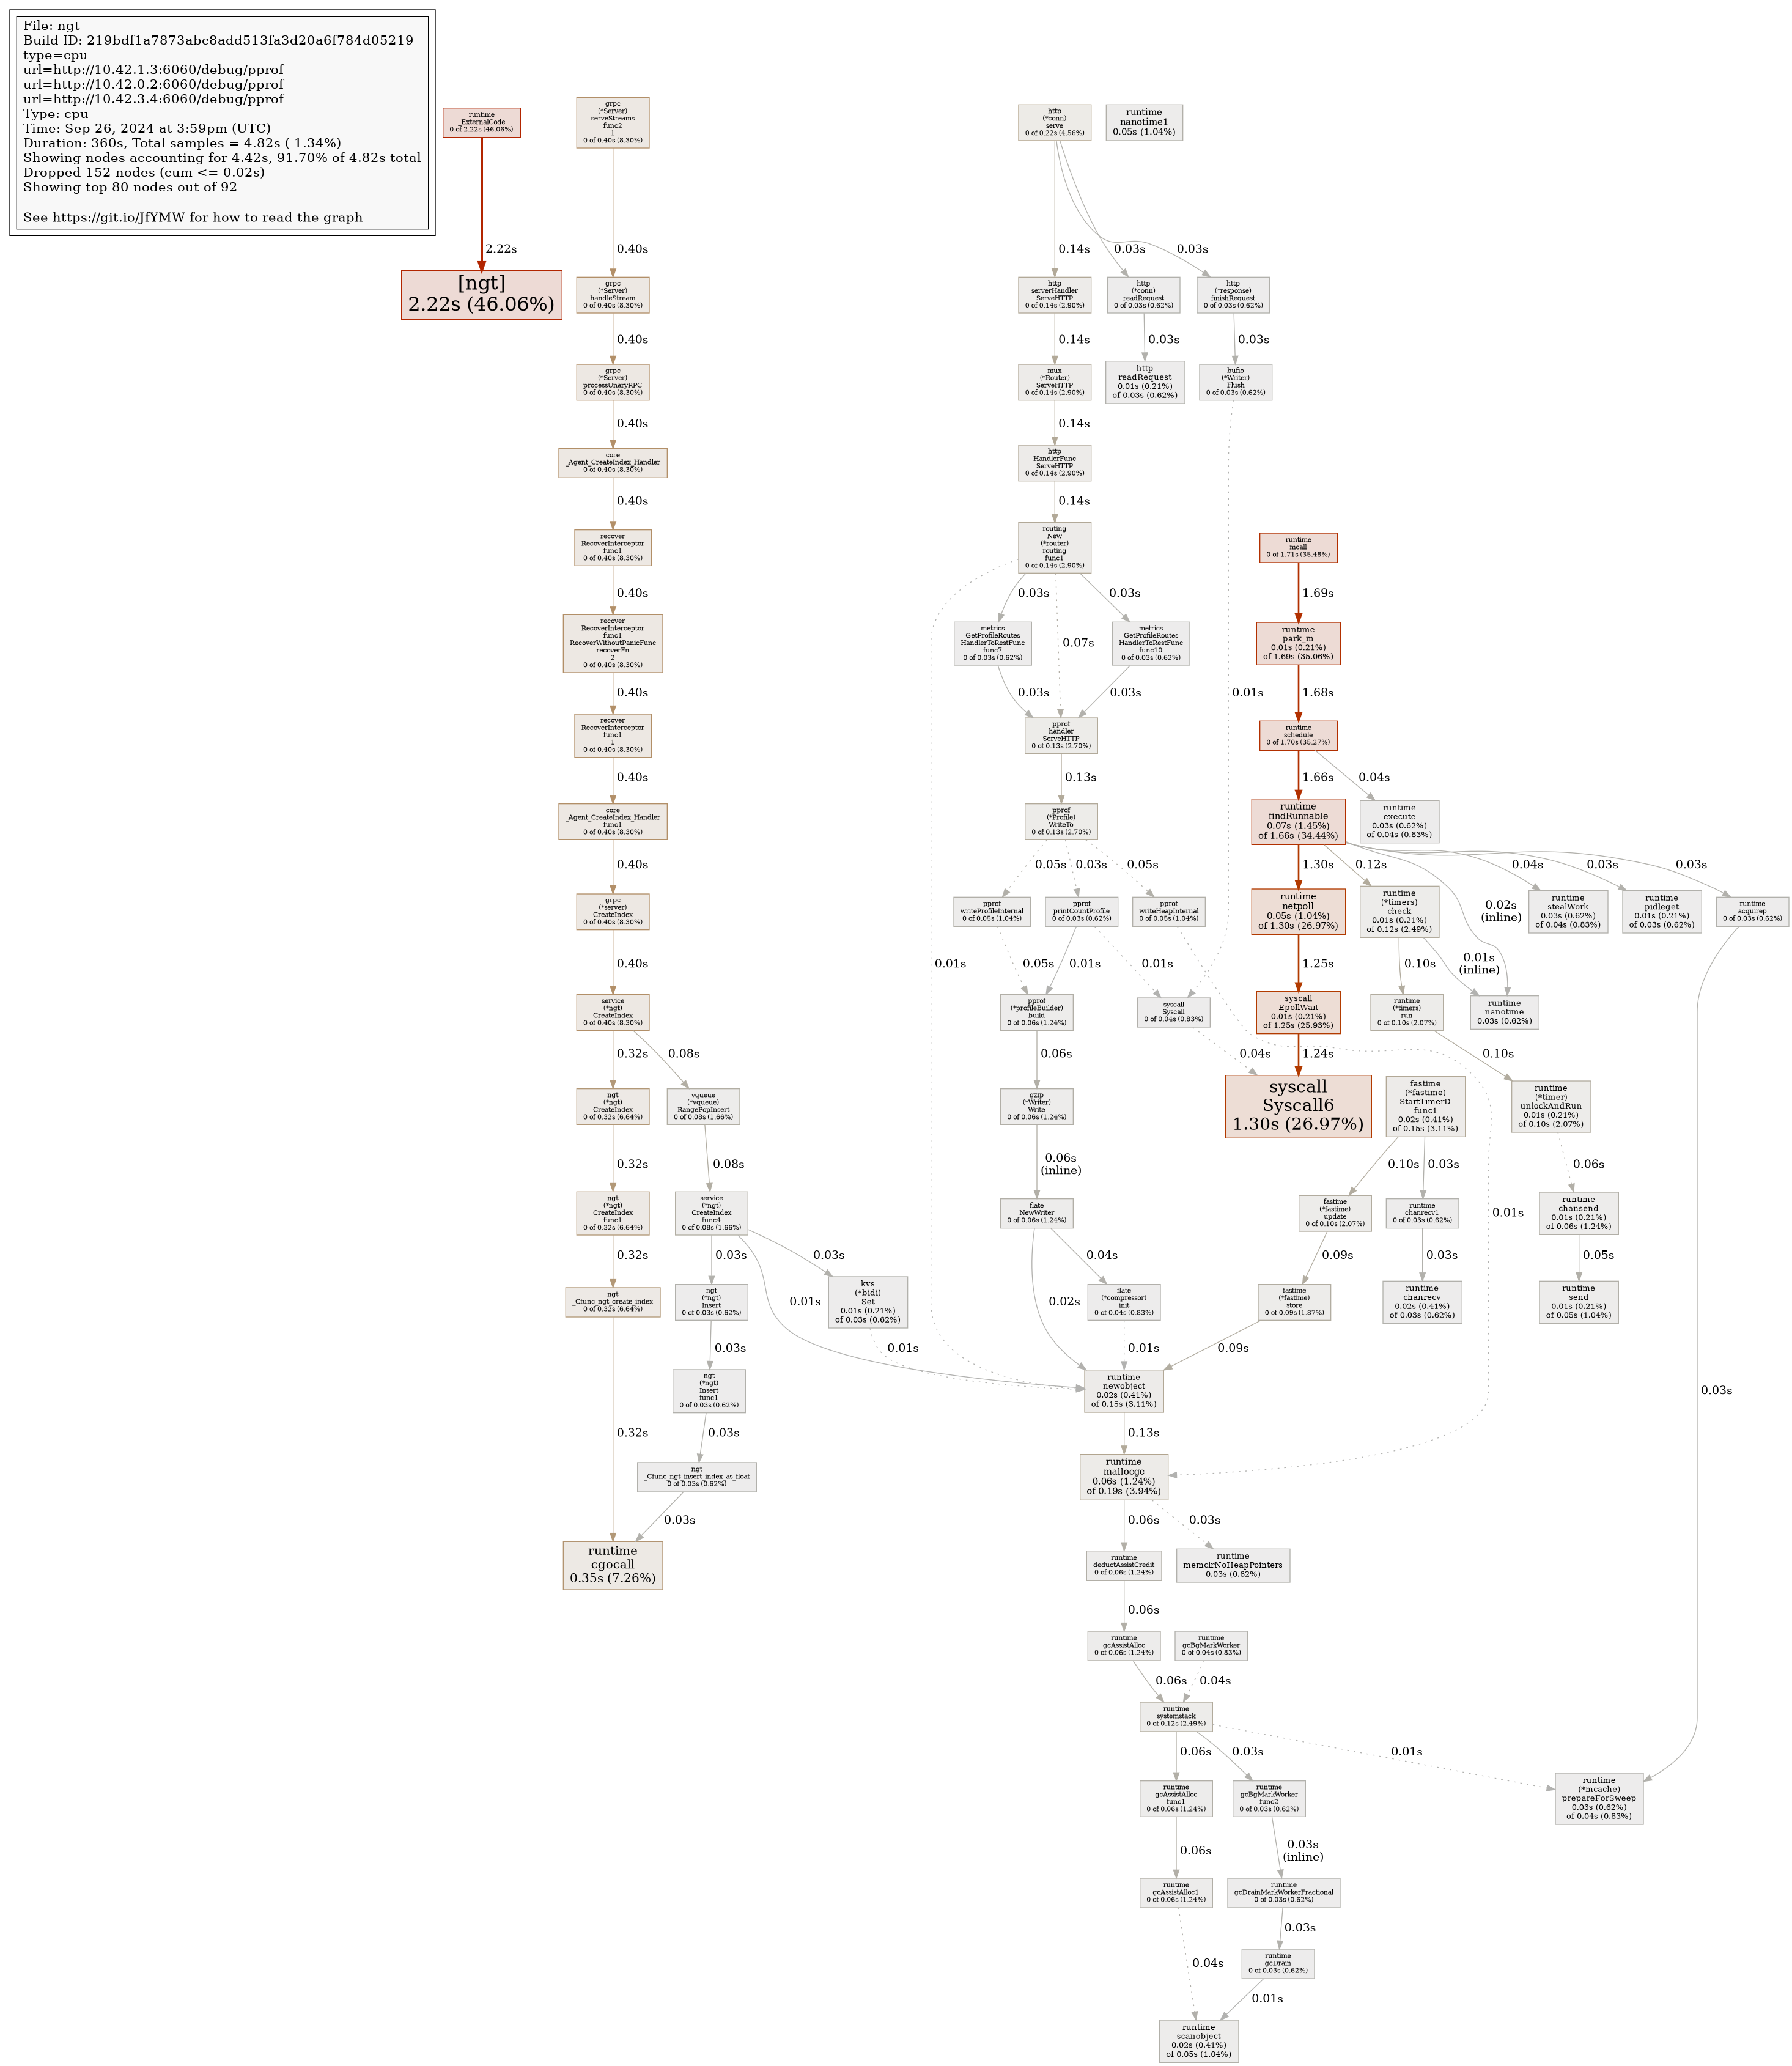 File: ngt
Build ID: 219bdf1a7873abc8add513fa3d20a6f784d05219
type=cpu
url=http://10.42.1.3:6060/debug/pprof
url=http://10.42.0.2:6060/debug/pprof
url=http://10.42.3.4:6060/debug/pprof
Type: cpu
Time: Sep 26, 2024 at 3:59pm (UTC)
Duration: 360s, Total samples = 4.82s ( 1.34%)
Showing nodes accounting for 4.42s, 91.70% of 4.82s total
Dropped 152 nodes (cum <= 0.02s)
Showing top 80 nodes out of 92
See https://git.io/JfYMW for how to read the graph
runtime
_ExternalCode
0 of 2.22s (46.06%)
2.22s
[ngt]
2.22s (46.06%)
grpc
(*Server)
serveStreams
func2
1
0 of 0.40s (8.30%)
0.40s
grpc
(*Server)
handleStream
0 of 0.40s (8.30%)
0.40s
grpc
(*Server)
processUnaryRPC
0 of 0.40s (8.30%)
0.40s
core
_Agent_CreateIndex_Handler
0 of 0.40s (8.30%)
0.40s
recover
RecoverInterceptor
func1
0 of 0.40s (8.30%)
0.40s
recover
RecoverInterceptor
func1
RecoverWithoutPanicFunc
recoverFn
2
0 of 0.40s (8.30%)
0.40s
recover
RecoverInterceptor
func1
1
0 of 0.40s (8.30%)
0.40s
core
_Agent_CreateIndex_Handler
func1
0 of 0.40s (8.30%)
0.40s
grpc
(*server)
CreateIndex
0 of 0.40s (8.30%)
0.40s
service
(*ngt)
CreateIndex
0 of 0.40s (8.30%)
0.32s
0.08s
ngt
(*ngt)
CreateIndex
0 of 0.32s (6.64%)
0.32s
ngt
(*ngt)
CreateIndex
func1
0 of 0.32s (6.64%)
0.32s
ngt
_Cfunc_ngt_create_index
0 of 0.32s (6.64%)
0.32s
vqueue
(*vqueue)
RangePopInsert
0 of 0.08s (1.66%)
0.08s
service
(*ngt)
CreateIndex
func4
0 of 0.08s (1.66%)
0.03s
0.01s
0.03s
ngt
(*ngt)
Insert
0 of 0.03s (0.62%)
0.03s
kvs
(*bidi)
Set
0.01s (0.21%)
of 0.03s (0.62%)
0.01s
ngt
(*ngt)
Insert
func1
0 of 0.03s (0.62%)
0.03s
ngt
_Cfunc_ngt_insert_index_as_float
0 of 0.03s (0.62%)
0.03s
runtime
cgocall
0.35s (7.26%)
http
(*conn)
serve
0 of 0.22s (4.56%)
0.14s
0.03s
0.03s
runtime
nanotime1
0.05s (1.04%)
http
serverHandler
ServeHTTP
0 of 0.14s (2.90%)
0.14s
http
(*conn)
readRequest
0 of 0.03s (0.62%)
0.03s
http
(*response)
finishRequest
0 of 0.03s (0.62%)
0.03s
mux
(*Router)
ServeHTTP
0 of 0.14s (2.90%)
0.14s
http
readRequest
0.01s (0.21%)
of 0.03s (0.62%)
bufio
(*Writer)
Flush
0 of 0.03s (0.62%)
0.01s
http
HandlerFunc
ServeHTTP
0 of 0.14s (2.90%)
0.14s
routing
New
(*router)
routing
func1
0 of 0.14s (2.90%)
0.03s
0.07s
0.03s
0.01s
metrics
GetProfileRoutes
HandlerToRestFunc
func7
0 of 0.03s (0.62%)
0.03s
metrics
GetProfileRoutes
HandlerToRestFunc
func10
0 of 0.03s (0.62%)
0.03s
pprof
handler
ServeHTTP
0 of 0.13s (2.70%)
0.13s
pprof
(*Profile)
WriteTo
0 of 0.13s (2.70%)
0.05s
0.03s
0.05s
pprof
writeProfileInternal
0 of 0.05s (1.04%)
0.05s
pprof
printCountProfile
0 of 0.03s (0.62%)
0.01s
0.01s
pprof
writeHeapInternal
0 of 0.05s (1.04%)
0.01s
pprof
(*profileBuilder)
build
0 of 0.06s (1.24%)
0.06s
syscall
Syscall
0 of 0.04s (0.83%)
0.04s
gzip
(*Writer)
Write
0 of 0.06s (1.24%)
0.06s
(inline)
flate
NewWriter
0 of 0.06s (1.24%)
0.02s
0.04s
flate
(*compressor)
init
0 of 0.04s (0.83%)
0.01s
runtime
mcall
0 of 1.71s (35.48%)
1.69s
runtime
park_m
0.01s (0.21%)
of 1.69s (35.06%)
1.68s
runtime
schedule
0 of 1.70s (35.27%)
1.66s
0.04s
runtime
findRunnable
0.07s (1.45%)
of 1.66s (34.44%)
1.30s
0.12s
0.02s
(inline)
0.04s
0.03s
0.03s
runtime
execute
0.03s (0.62%)
of 0.04s (0.83%)
runtime
netpoll
0.05s (1.04%)
of 1.30s (26.97%)
1.25s
runtime
(*timers)
check
0.01s (0.21%)
of 0.12s (2.49%)
0.10s
0.01s
(inline)
runtime
stealWork
0.03s (0.62%)
of 0.04s (0.83%)
runtime
pidleget
0.01s (0.21%)
of 0.03s (0.62%)
runtime
acquirep
0 of 0.03s (0.62%)
0.03s
syscall
EpollWait
0.01s (0.21%)
of 1.25s (25.93%)
1.24s
runtime
(*timers)
run
0 of 0.10s (2.07%)
0.10s
runtime
nanotime
0.03s (0.62%)
syscall
Syscall6
1.30s (26.97%)
fastime
(*fastime)
StartTimerD
func1
0.02s (0.41%)
of 0.15s (3.11%)
0.10s
0.03s
runtime
(*timer)
unlockAndRun
0.01s (0.21%)
of 0.10s (2.07%)
0.06s
fastime
(*fastime)
update
0 of 0.10s (2.07%)
0.09s
runtime
chanrecv1
0 of 0.03s (0.62%)
0.03s
runtime
chansend
0.01s (0.21%)
of 0.06s (1.24%)
0.05s
fastime
(*fastime)
store
0 of 0.09s (1.87%)
0.09s
runtime
chanrecv
0.02s (0.41%)
of 0.03s (0.62%)
runtime
send
0.01s (0.21%)
of 0.05s (1.04%)
runtime
newobject
0.02s (0.41%)
of 0.15s (3.11%)
0.13s
runtime
mallocgc
0.06s (1.24%)
of 0.19s (3.94%)
0.06s
0.03s
runtime
deductAssistCredit
0 of 0.06s (1.24%)
0.06s
runtime
memclrNoHeapPointers
0.03s (0.62%)
runtime
gcAssistAlloc
0 of 0.06s (1.24%)
0.06s
runtime
gcBgMarkWorker
0 of 0.04s (0.83%)
0.04s
runtime
systemstack
0 of 0.12s (2.49%)
0.06s
0.03s
0.01s
runtime
gcAssistAlloc
func1
0 of 0.06s (1.24%)
0.06s
runtime
gcBgMarkWorker
func2
0 of 0.03s (0.62%)
0.03s
(inline)
runtime
(*mcache)
prepareForSweep
0.03s (0.62%)
of 0.04s (0.83%)
runtime
gcAssistAlloc1
0 of 0.06s (1.24%)
0.04s
runtime
gcDrainMarkWorkerFractional
0 of 0.03s (0.62%)
0.03s
runtime
gcDrain
0 of 0.03s (0.62%)
0.01s
runtime
scanobject
0.02s (0.41%)
of 0.05s (1.04%)